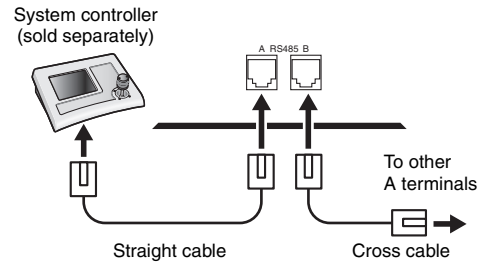 System controller
(sold separately)
A RS485 B
To other
A terminals
Straight cable
Cross cable